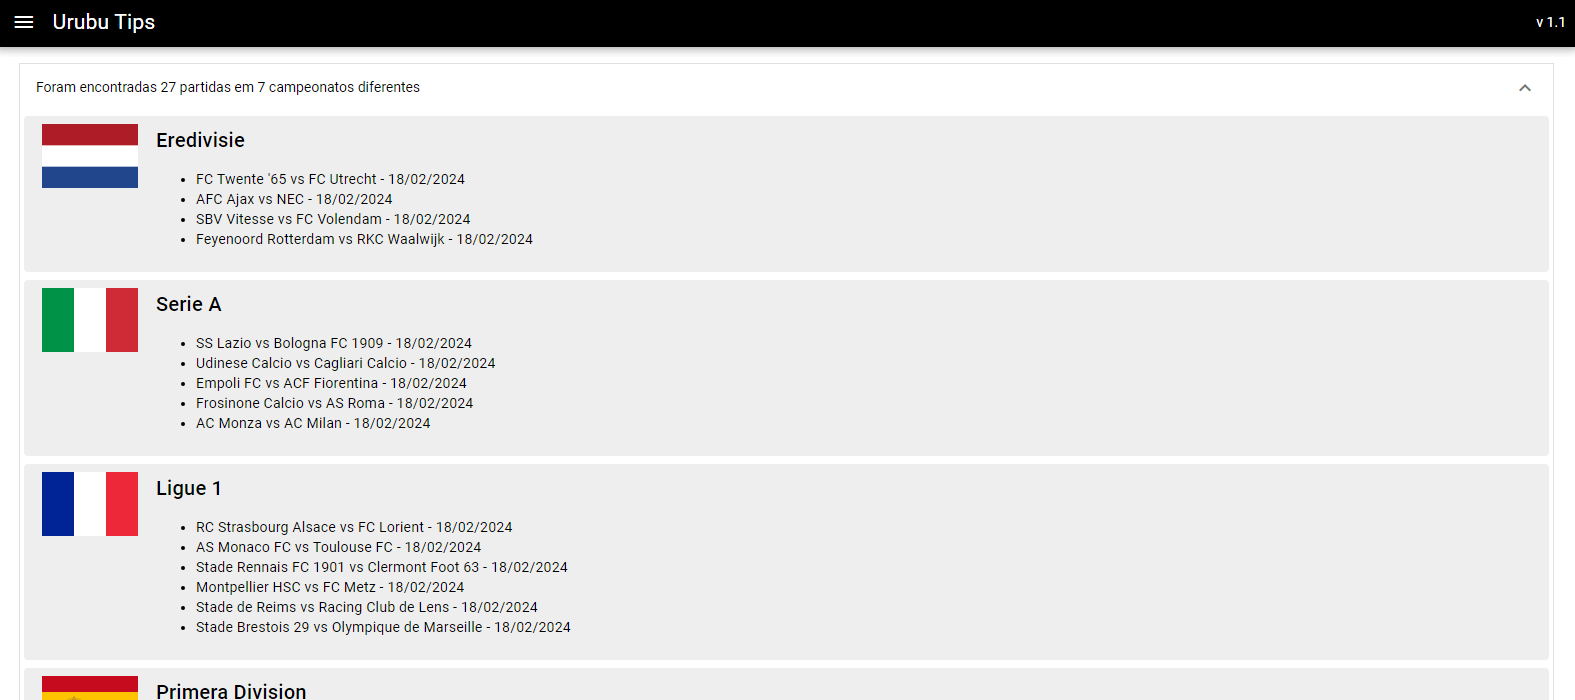 Urubu Tips
v 1.1
Foram encontradas 27 partidas em 7 campeonatos diferentes
Eredivisie
FC Twente '65 vs FC Utrecht - 18/02/2024
AFC Ajax vs NEC - 18/02/2024
SBV Vitesse vs FC Volendam - 18/02/2024
Feyenoord Rotterdam vs RKC Waalwijk - 18/02/2024
Serie A
SS Lazio vs Bologna FC 1909 - 18/02/2024
Udinese Calcio vs Cagliari Calcio - 18/02/2024
Empoli FC vs ACF Fiorentina - 18/02/2024
Frosinone Calcio vs AS Roma - 18/02/2024
AC Monza vs AC Milan - 18/02/2024
Ligue 1
RC Strasbourg Alsace vs FC Lorient - 18/02/2024
AS Monaco FC vs Toulouse FC - 18/02/2024
Stade Rennais FC 1901 vs Clermont Foot 63 - 18/02/2024
Montpellier HSC vs FC Metz - 18/02/2024
Stade de Reims vs Racing Club de Lens - 18/02/2024
Stade Brestois 29 vs Olympique de Marseille - 18/02/2024
Primera Division